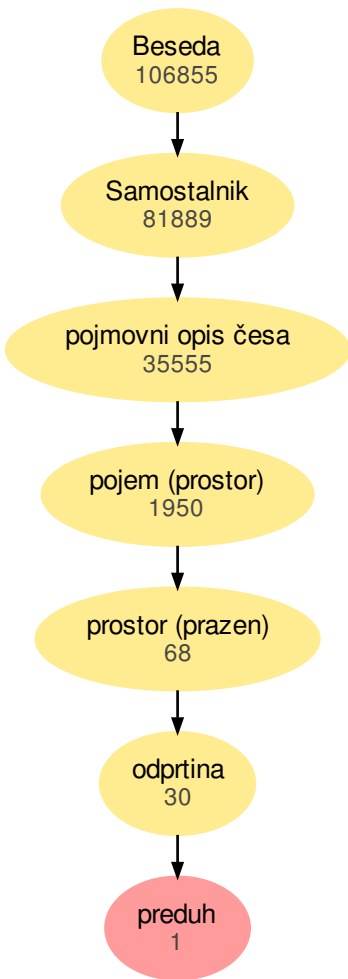 Beseda
106855
Samostalnik
81889
pojmovni opis česa
35555
pojem (prostor)
1950
prostor (prazen)
68
odprtina
30
preduh
1